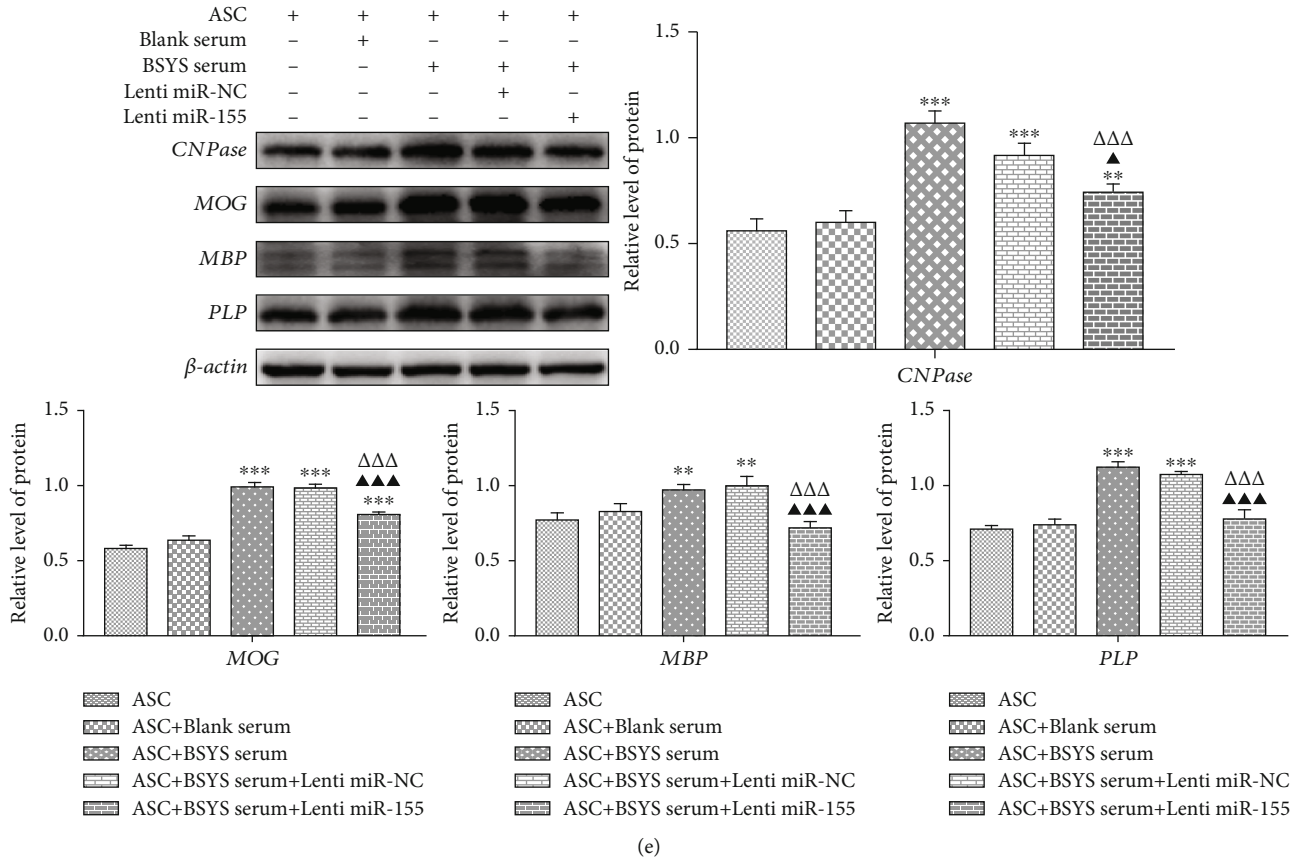 ASC + + + + +
Blank serum – + – – –
BSYS serum – – + + +
Lenti miR-NC – – – + –
Lenti miR-155 – – – – +
CNPase
MOG
MBP
PLP
β-actin
Relative level of protein
1.5
1.0
0.5
0.0
***
***
ΔΔΔ
▲
**
CNPase
Relative level of protein
1.5
1.0
0.5
0.0
***
***
ΔΔΔ
▲▲▲
***
MOG
Relative level of protein
1.5
1.0
0.5
0.0
**
**
ΔΔΔ
▲▲▲
MBP
Relative level of protein
1.5
1.0
0.5
0.0
***
***
ΔΔΔ
▲▲▲
PLP
ASC
ASC+Blank serum
ASC+BSYS serum
ASC+BSYS serum+Lenti miR-NC
ASC+BSYS serum+Lenti miR-155
ASC
ASC+Blank serum
ASC+BSYS serum
ASC+BSYS serum+Lenti miR-NC
ASC+BSYS serum+Lenti miR-155
ASC
ASC+Blank serum
ASC+BSYS serum
ASC+BSYS serum+Lenti miR-NC
ASC+BSYS serum+Lenti miR-155
(e)